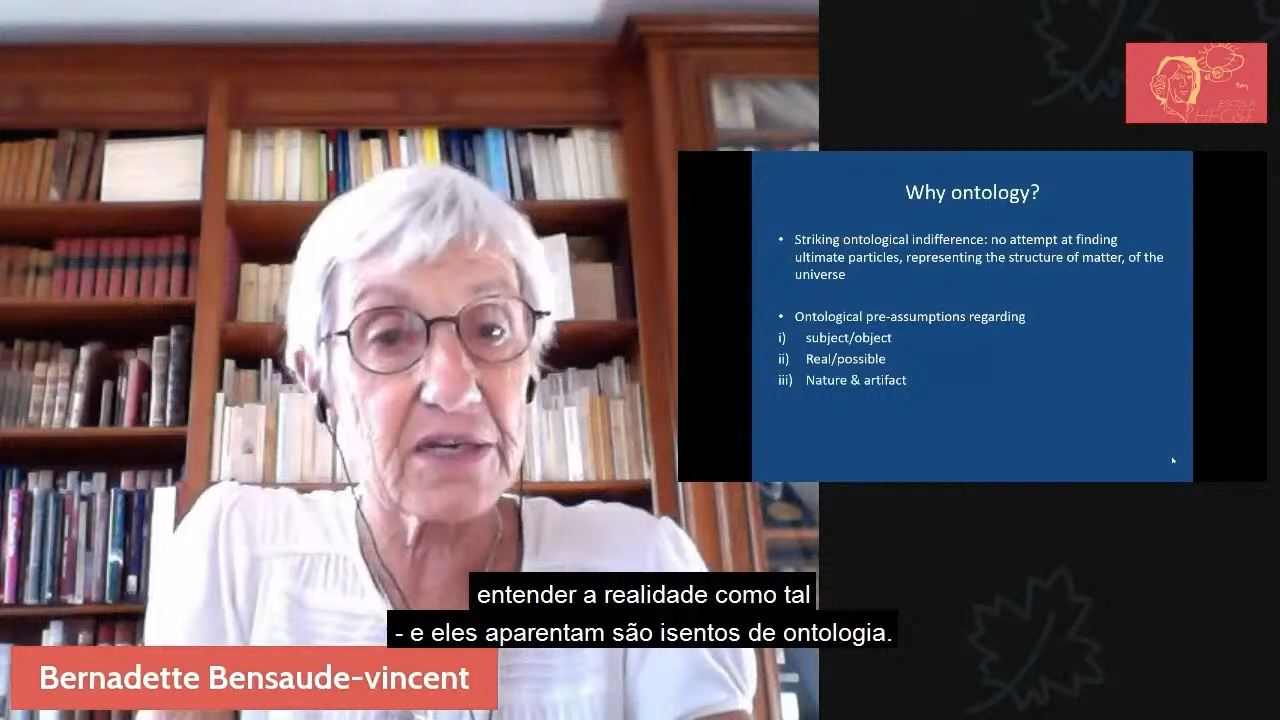 ESCOLA
HFC&T
Why ontology?
• Striking ontological indifference: no attempt at finding
ultimate particles, representing the structure of matter, of the
universe
• Ontological pre-assumptions regarding
i) subject/object
ii) Real/possible
iii) Nature & artifact
entender a realidade como tal
- e eles aparentam são isentos de ontologia.
Bernadette Bensaude-vincent